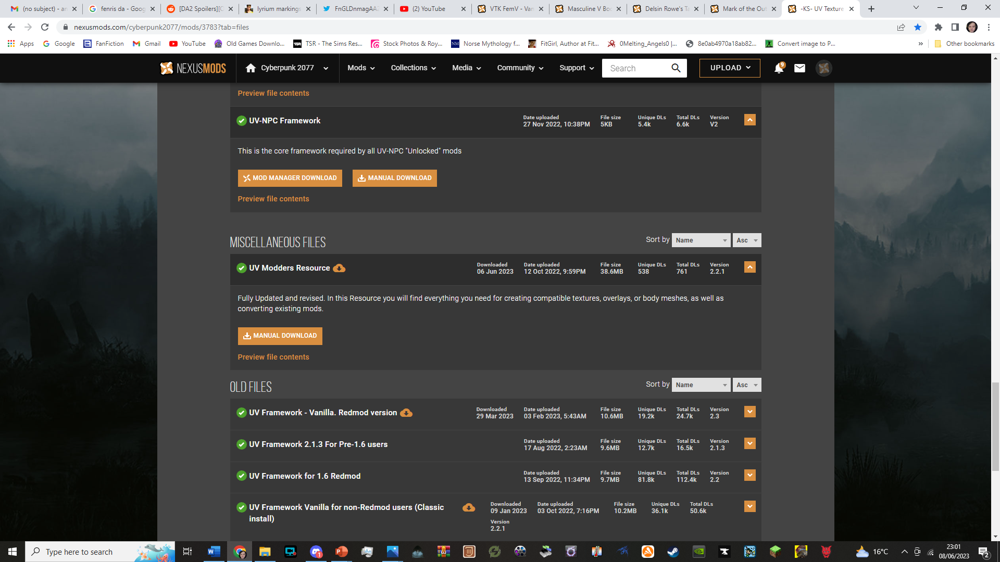 (no subject) - an
fenris da - Goog
[DA2 Spoilers][C
lyrium markings
FnGLDnmagAA
(2) YouTube
VTK FemV - Van
Masculine V Bod
Delsin Rowe's Ta
Mark of the Out
-KS- UV Texture
nexusmods.com/cyberpunk2077/mods/3783?tab=files
Apps
Google
FanFiction
Gmail
YouTube
Old Games Downlo...
TSR - The Sims Res...
Stock Photos & Roy...
NM Norse Mythology f...
FitGirl, Author at Fit...
0Melting_Angels0 |...
8e0ab4970a18ab82...
Convert image to P...
Other bookmarks
NEXUSMODS
Cyberpunk 2077
Mods
Collections
Media
Community
Support
Search
UPLOAD
9
Preview file contents
UV-NPC Framework
Date uploaded File size Unique DLs Total DLs Version
27 Nov 2022, 10:38PM 5KB 5.4k 6.6k V2
This is the core framework required by all UV-NPC "Unlocked" mods
MOD MANAGER DOWNLOAD
MANUAL DOWNLOAD
Preview file contents
MISCELLANEOUS FILES
Sort by Name Asc
UV Modders Resource
Downloaded Date uploaded File size Unique DLs Total DLs Version
06 Jun 2023 12 Oct 2022, 9:59PM 38.6MB 538 761 2.2.1
Fully Updated and revised. In this Resource you will find everything you need for creating compatible textures, overlays, or body meshes, as well as
converting existing mods.
MANUAL DOWNLOAD
Preview file contents
OLD FILES
Sort by Name Asc
UV Framework - Vanilla. Redmod version
Downloaded Date uploaded File size Unique DLs Total DLs Version
29 Mar 2023 03 Feb 2023, 5:43AM 10.6MB 19.2k 24.7k 2.3
UV Framework 2.1.3 For Pre-1.6 users
Date uploaded File size Unique DLs Total DLs Version
17 Aug 2022, 2:23AM 9.6MB 12.7k 16.5k 2.1.3
UV Framework for 1.6 Redmod
Date uploaded File size Unique DLs Total DLs Version
13 Sep 2022, 11:34PM 9.7MB 81.8k 112.4k 2.2
UV Framework Vanilla for non-Redmod users (Classic
install)
Downloaded Date uploaded File size Unique DLs Total DLs
09 Jan 2023 03 Oct 2022, 7:16PM 10.2MB 36.1k 50.6k
Version
2.2.1
Type here to search
16°C
23:01
08/06/2023
2